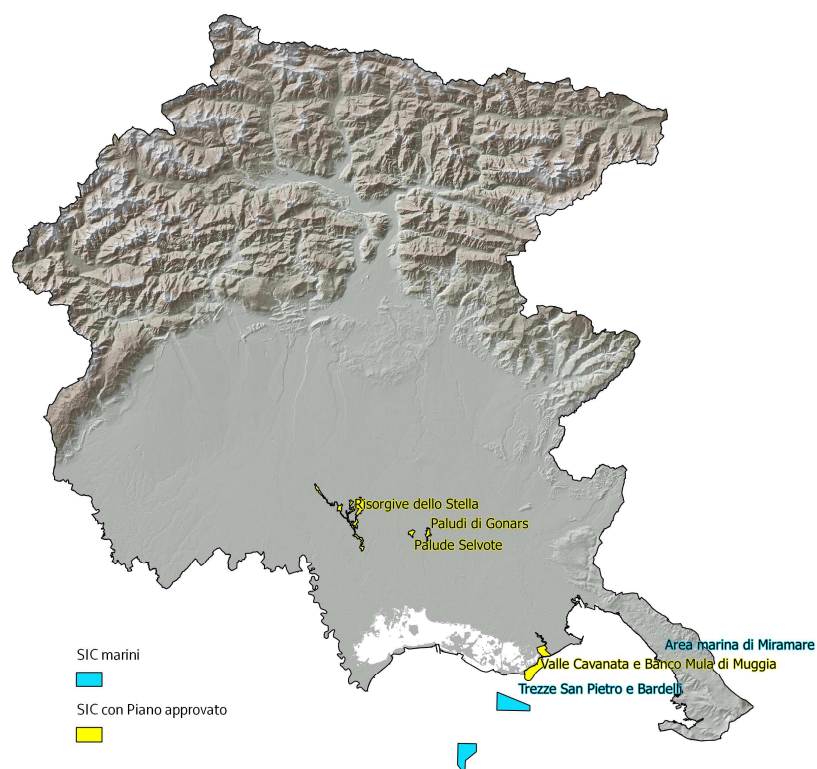 Risorgive dello Stella
Paludi di Gonars
Palude Selvote
Area marina di Miramare
Valle Cavanata e Banco Mula di Muggia
Trezze San Pietro e Bardelli
SIC marini
SIC con Piano approvato